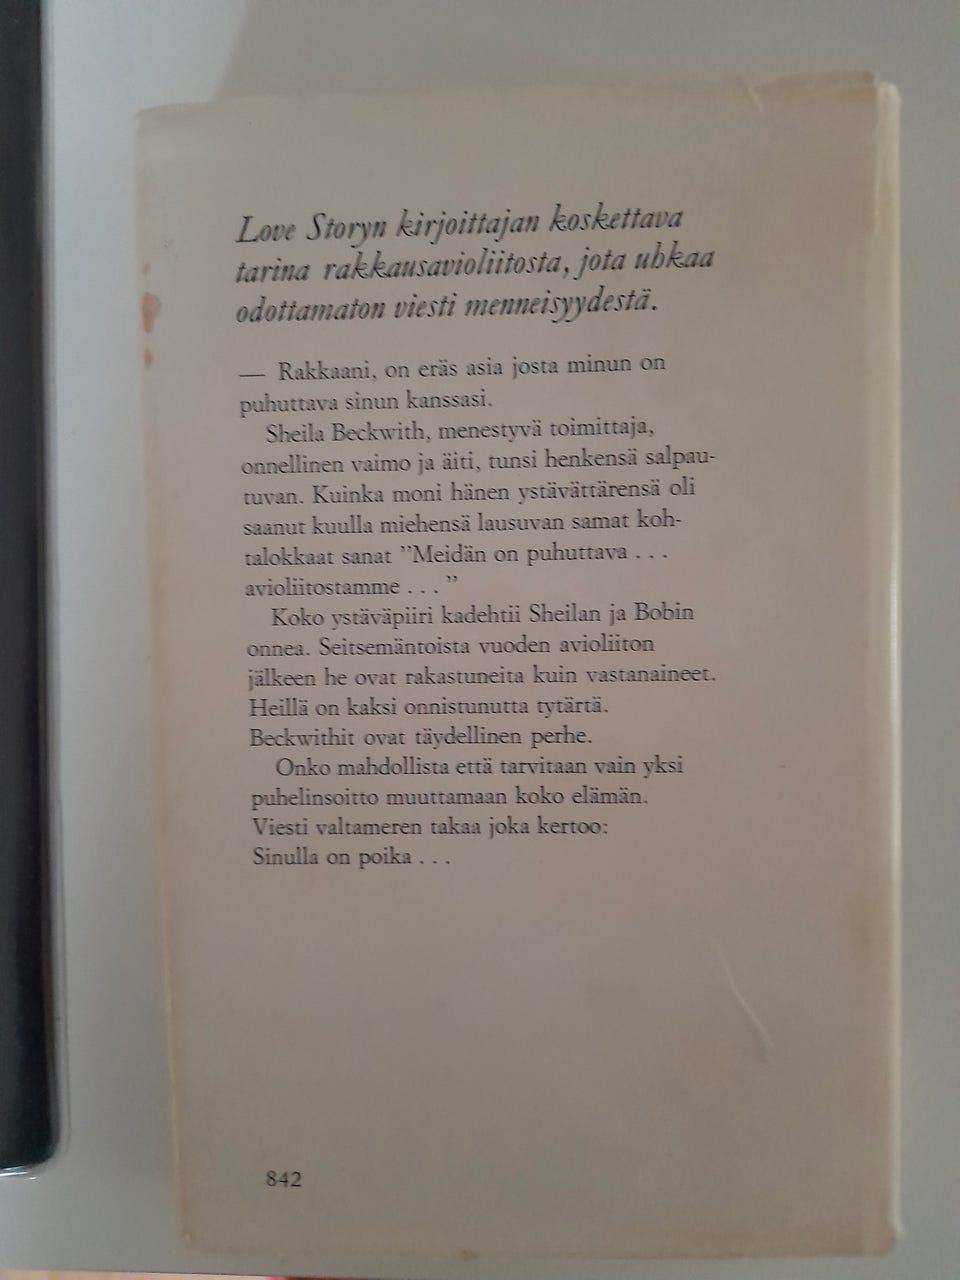 Love Storyn kirjoittajan koskettava
tarina rakkausavioliitosta, jota uhkaa
odottamaton viesti menneisyydestä.
— Rakkaani, on eräs asia josta minun on
puhuttava sinun kanssasi.
Sheila Beckwith, menestyvä toimittaja,
onnellinen vaimo ja äiti, tunsi henkensä salpau-
tuvan. Kuinka moni hänen ystävättärensä oli
saanut kuulla miehensä lausuvan samat koh-
talokkaat sanat ”Meidän on puhuttava . . .
avioliitostamme . . . ”
Koko ystäväpiiri kadehtii Sheilan ja Bobin
onnea. Seitsemäntoista vuoden avioliiton
jälkeen he ovat rakastuneita kuin vastanaineet.
Heillä on kaksi onnistunutta tytärtä.
Beckwithit ovat täydellinen perhe.
Onko mahdollista että tarvitaan vain yksi
puhelinsoitto muuttamaan koko elämän.
Viesti valtameren takaa joka kertoo:
Sinulla on poika . . .
842